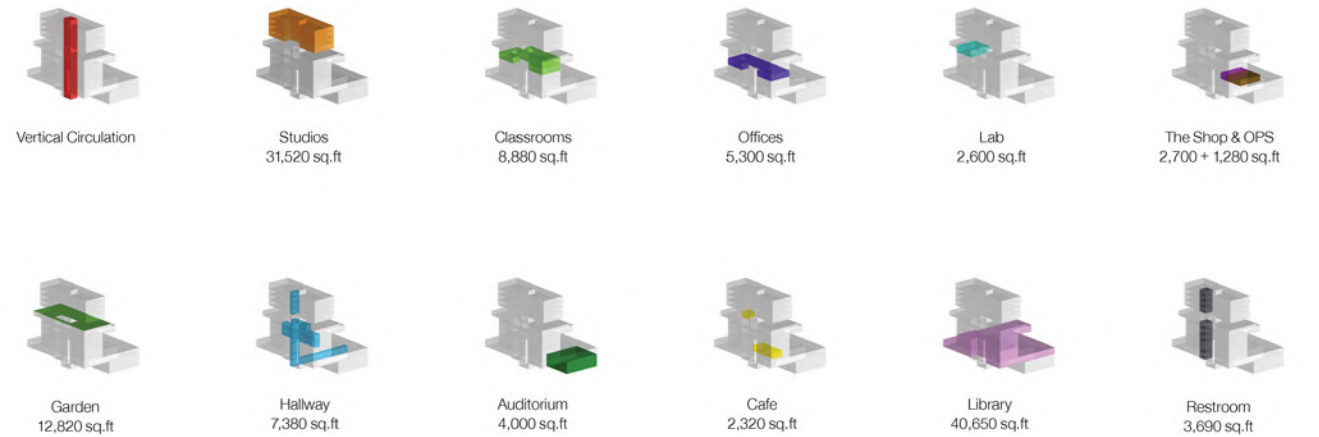 Vertical Circulation
Studios
31,520 sq.ft
Classrooms
8,880 sq.ft
Offices
5,300 sq.ft
Lab
2,600 sq.ft
The Shop & OPS
2,700 + 1,280 sq.ft
Garden
12,820 sq.ft
Hallway
7,380 sq.ft
Auditorium
4,000 sq.ft
Cafe
2,320 sq.ft
Library
40,650 sq.ft
Restroom
3,690 sq.ft